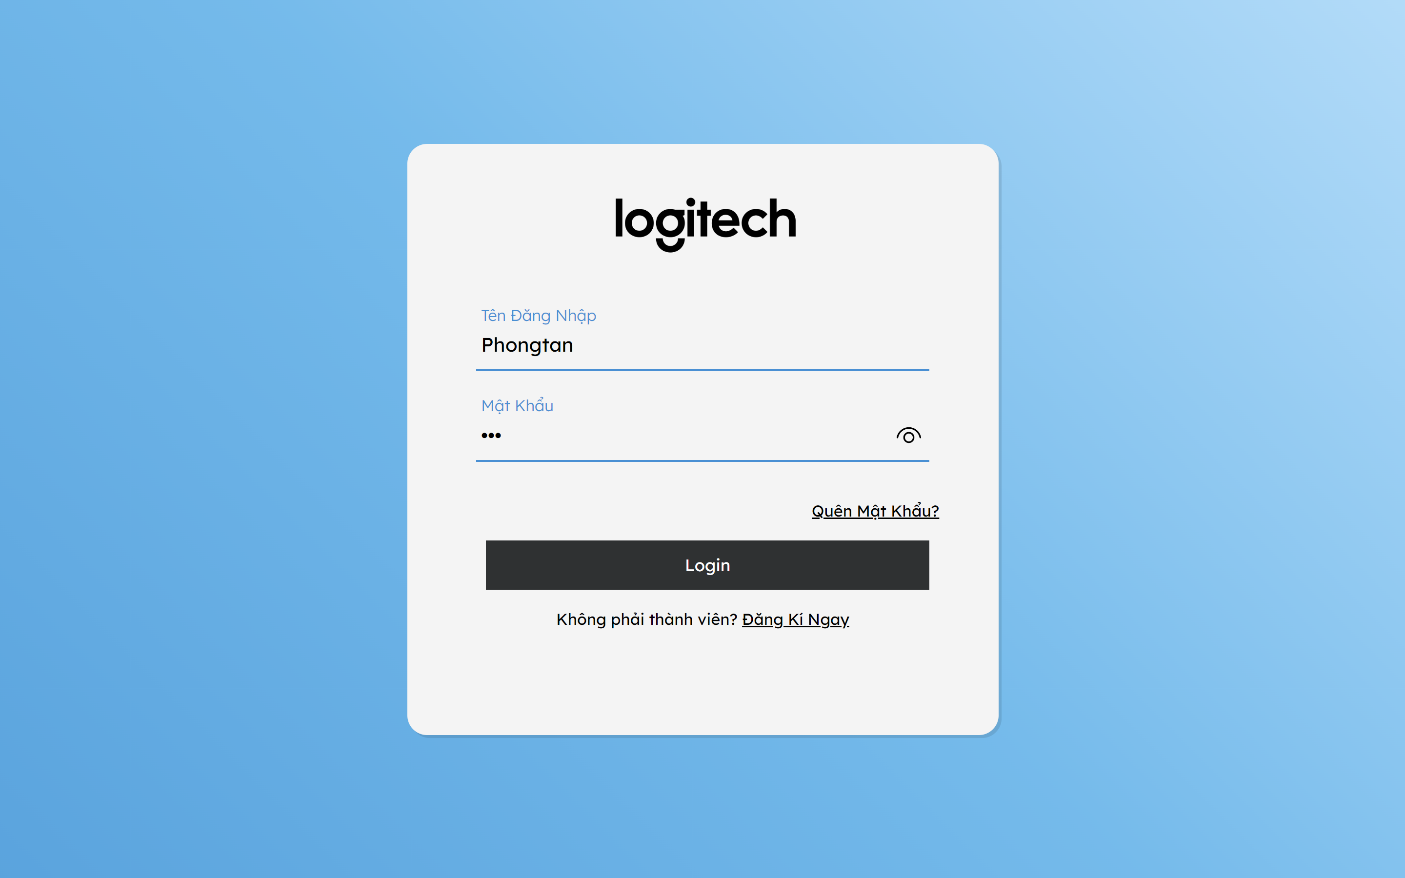 logitech
Tên Đăng Nhập
Phongtan
Mật Khẩu
•••
Quên Mật Khẩu?
Login
Không phải thành viên? Đăng Kí Ngay